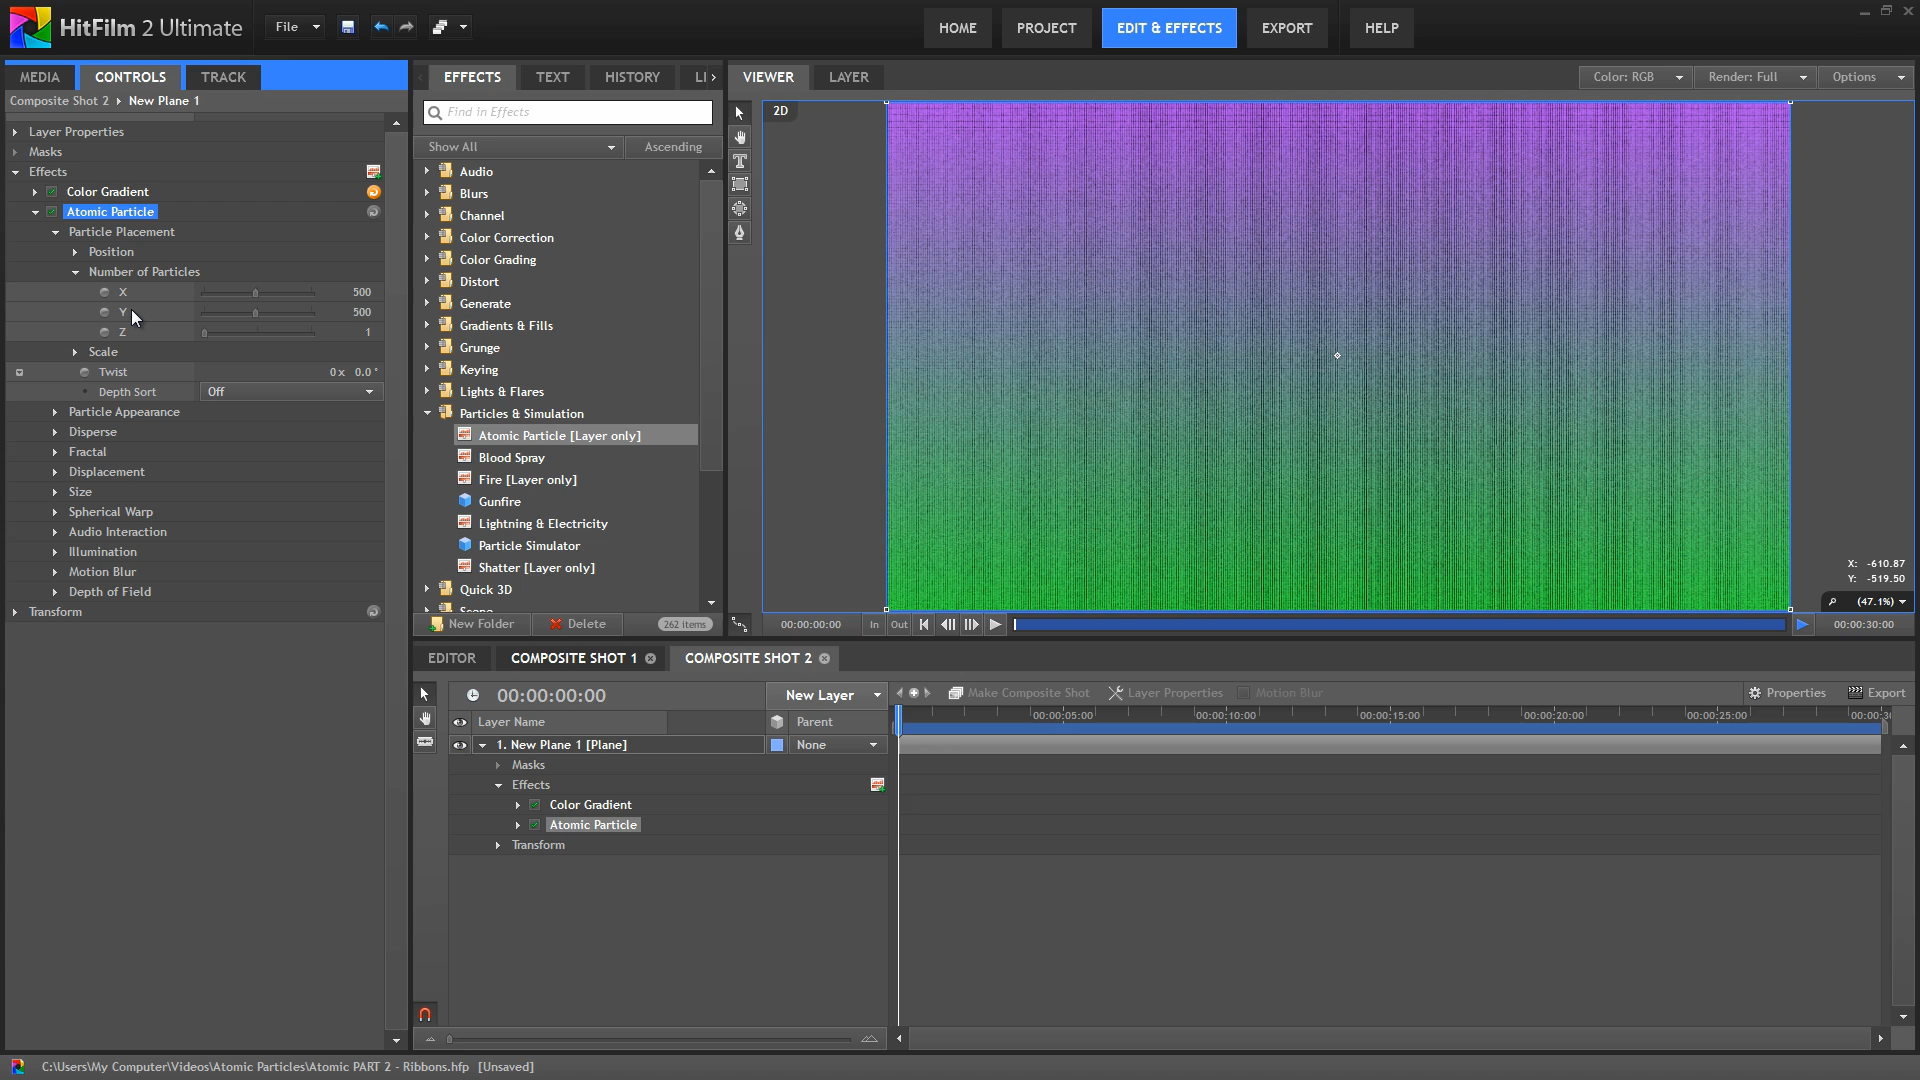 HitFilm 2 Ultimate
File
HOME
PROJECT
EDIT & EFFECTS
EXPORT
HELP
MEDIA
CONTROLS
TRACK
Composite Shot 2
New Plane 1
Layer Properties
Masks
Effects
Color Gradient
Atomic Particle
Particle Placement
Position
Number of Particles
X 500
Y 500
Z 1
Scale
Twist 0x 0.0°
Depth Sort Off
Particle Appearance
Disperse
Fractal
Displacement
Size
Spherical Warp
Audio Interaction
Illumination
Motion Blur
Depth of Field
Transform
EFFECTS
TEXT
HISTORY
Find in Effects
Show All
Ascending
Audio
Blurs
Channel
Color Correction
Color Grading
Distort
Generate
Gradients & Fills
Grunge
Keying
Lights & Flares
Particles & Simulation
Atomic Particle [Layer only]
Blood Spray
Fire [Layer only]
Gunfire
Lightning & Electricity
Particle Simulator
Shatter [Layer only]
Quick 3D
New Folder
Delete
262 items
VIEWER
LAYER
Color: RGB
Render: Full
Options
2D
X: -610.87
Y: -519.50
(47.1%)
00:00:00:00
In
Out
00:00:30:00
EDITOR
COMPOSITE SHOT 1
COMPOSITE SHOT 2
00:00:00:00
New Layer
Make Composite Shot
Layer Properties
Motion Blur
Properties
Export
Layer Name
Parent
00:00:05:00
00:00:10:00
00:00:15:00
00:00:20:00
00:00:25:00
1. New Plane 1 [Plane]
None
Masks
Effects
Color Gradient
Atomic Particle
Transform
C:\Users\My Computer\Videos\Atomic Particles\Atomic PART 2 - Ribbons.hfp [Unsaved]